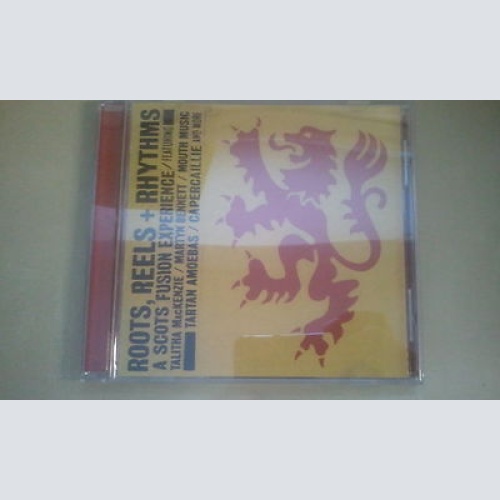 ROOTS, REELS + RHYTHMS
A SCOTS FUSION EXPERIENCE / FEATURING
TALITHA MACKENZIE / MARTYN BENNETT / MOUTH MUSIC
TARTAN AMOEBAS / CAPERCAILLIE AND MORE